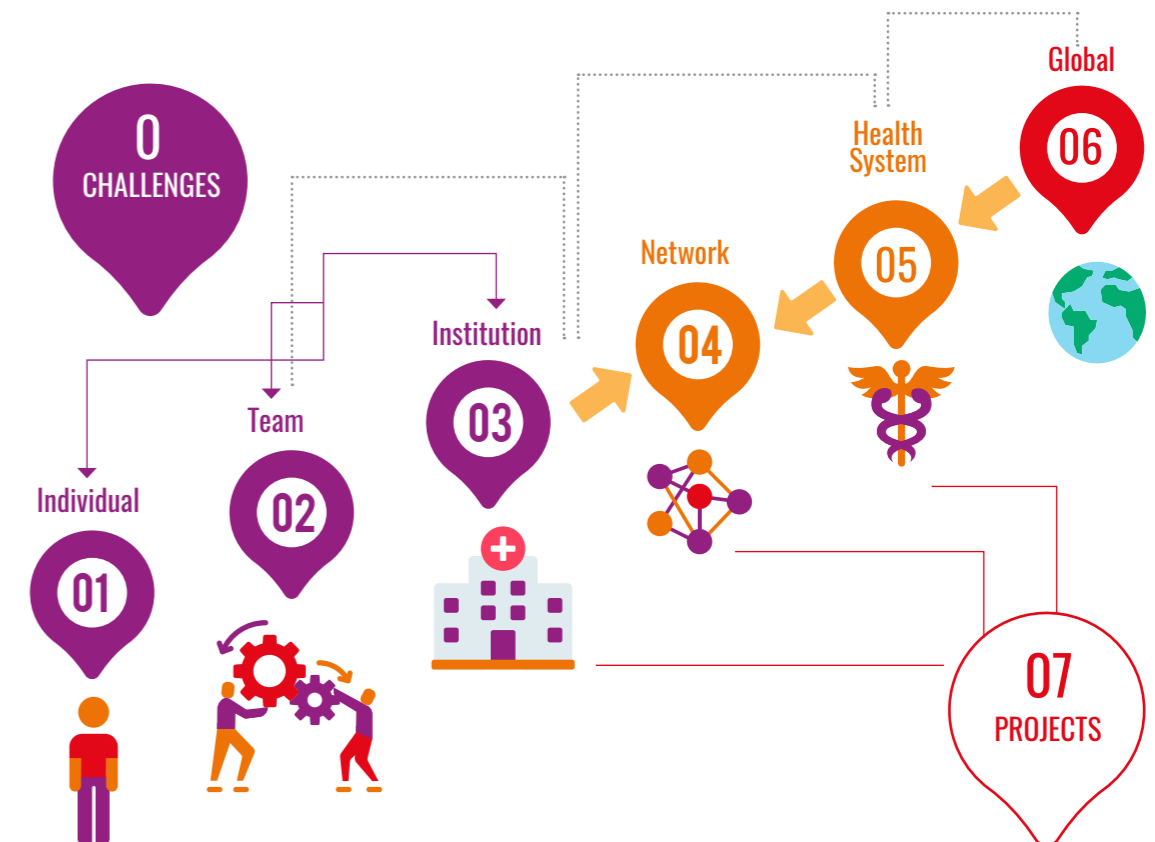 0
CHALLENGES
Individual
01
Team
02
Institution
03
Network
04
Health
System
05
Global
06
07
PROJECTS